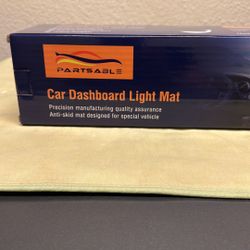 PARTSABLE
Car Dashboard Light Mat
Precision manufacturing quality assurance
Anti-skid mat designed for special vehicle